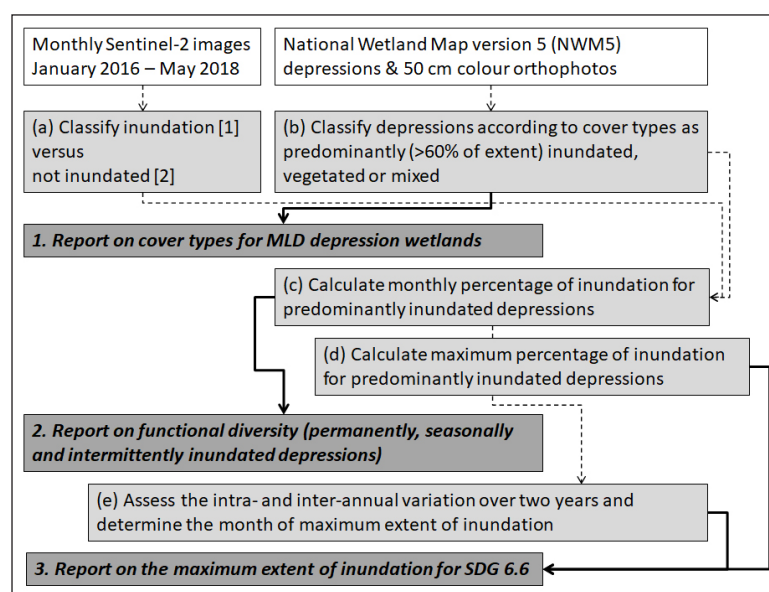 Monthly Sentinel-2 images
January 2016 – May 2018
National Wetland Map version 5 (NWM5)
depressions & 50 cm colour orthophotos
(a) Classify inundation [1]
versus
not inundated [2]
(b) Classify depressions according to cover types as
predominantly (>60% of extent) inundated,
vegetated or mixed
1. Report on cover types for MLD depression wetlands
(c) Calculate monthly percentage of inundation for
predominantly inundated depressions
(d) Calculate maximum percentage of inundation
for predominantly inundated depressions
2. Report on functional diversity (permanently, seasonally
and intermittently inundated depressions)
(e) Assess the intra- and inter-annual variation over two years and
determine the month of maximum extent of inundation
3. Report on the maximum extent of inundation for SDG 6.6